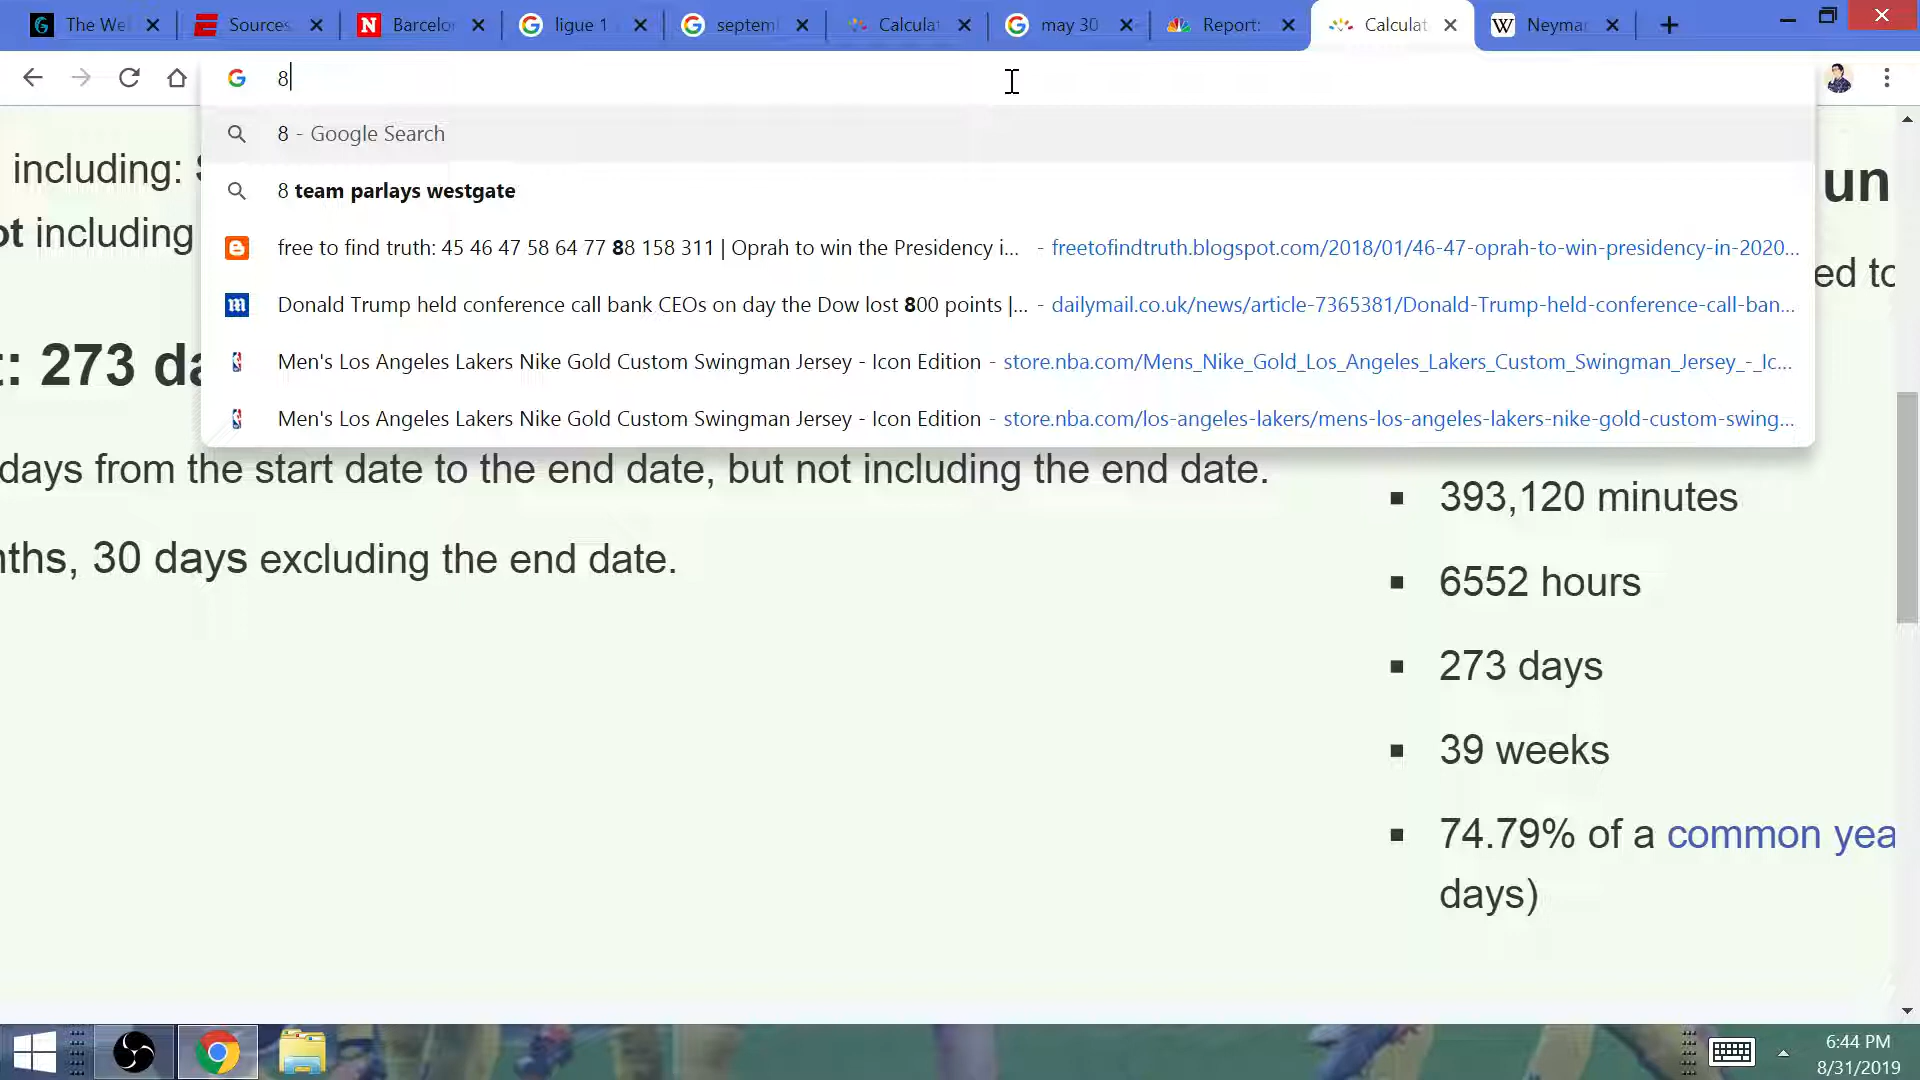 The We
Sources
Barcelo
ligue 1
septem
Calculat
may 30
Report:
Calculat
Neymar
8
8 - Google Search
8 team parlays westgate
free to find truth: 45 46 47 58 64 77 88 158 311 | Oprah to win the Presidency i... - freetofindtruth.blogspot.com/2018/01/46-47-oprah-to-win-presidency-in-2020...
Donald Trump held conference call bank CEOs on day the Dow lost 800 points |... - dailymail.co.uk/news/article-7365381/Donald-Trump-held-conference-call-ban...
Men's Los Angeles Lakers Nike Gold Custom Swingman Jersey - Icon Edition - store.nba.com/Mens_Nike_Gold_Los_Angeles_Lakers_Custom_Swingman_Jersey_-_Ic...
Men's Los Angeles Lakers Nike Gold Custom Swingman Jersey - Icon Edition - store.nba.com/los-angeles-lakers/mens-los-angeles-lakers-nike-gold-custom-swing...
including:
ot including
t: 273 da
days from the start date to the end date, but not including the end date.
nths, 30 days excluding the end date.
un
ed to
393,120 minutes
6552 hours
273 days
39 weeks
74.79% of a common yea
days)
6:44 PM
8/31/2019